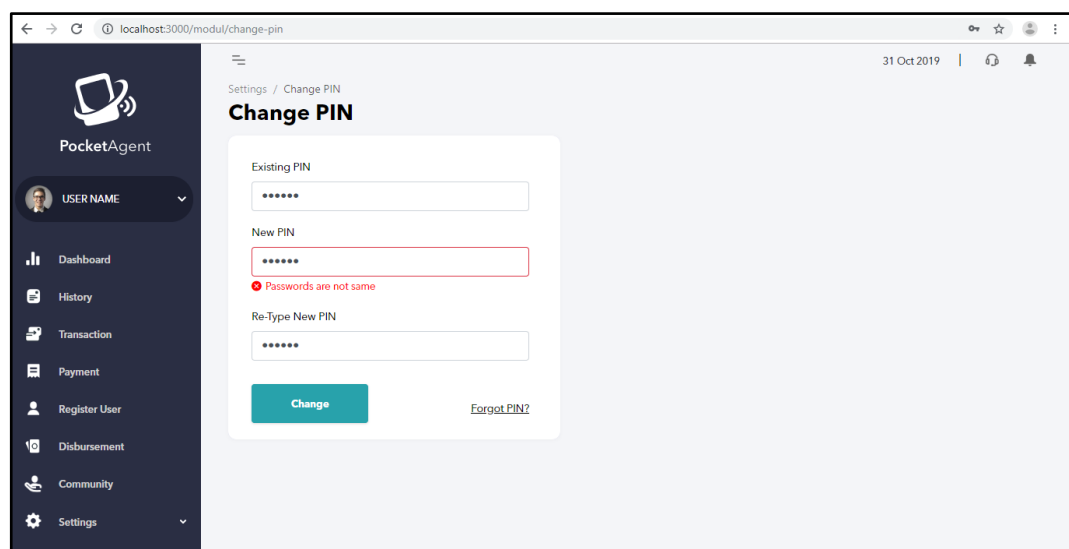 localhost:3000/modul/change-pin
31 Oct 2019
Settings / Change PIN
Change PIN
PocketAgent
USER NAME
Dashboard
History
Transaction
Payment
Register User
Disbursement
Community
Settings
Existing PIN
••••••
New PIN
••••••
Passwords are not same
Re-Type New PIN
••••••
Change
Forgot PIN?